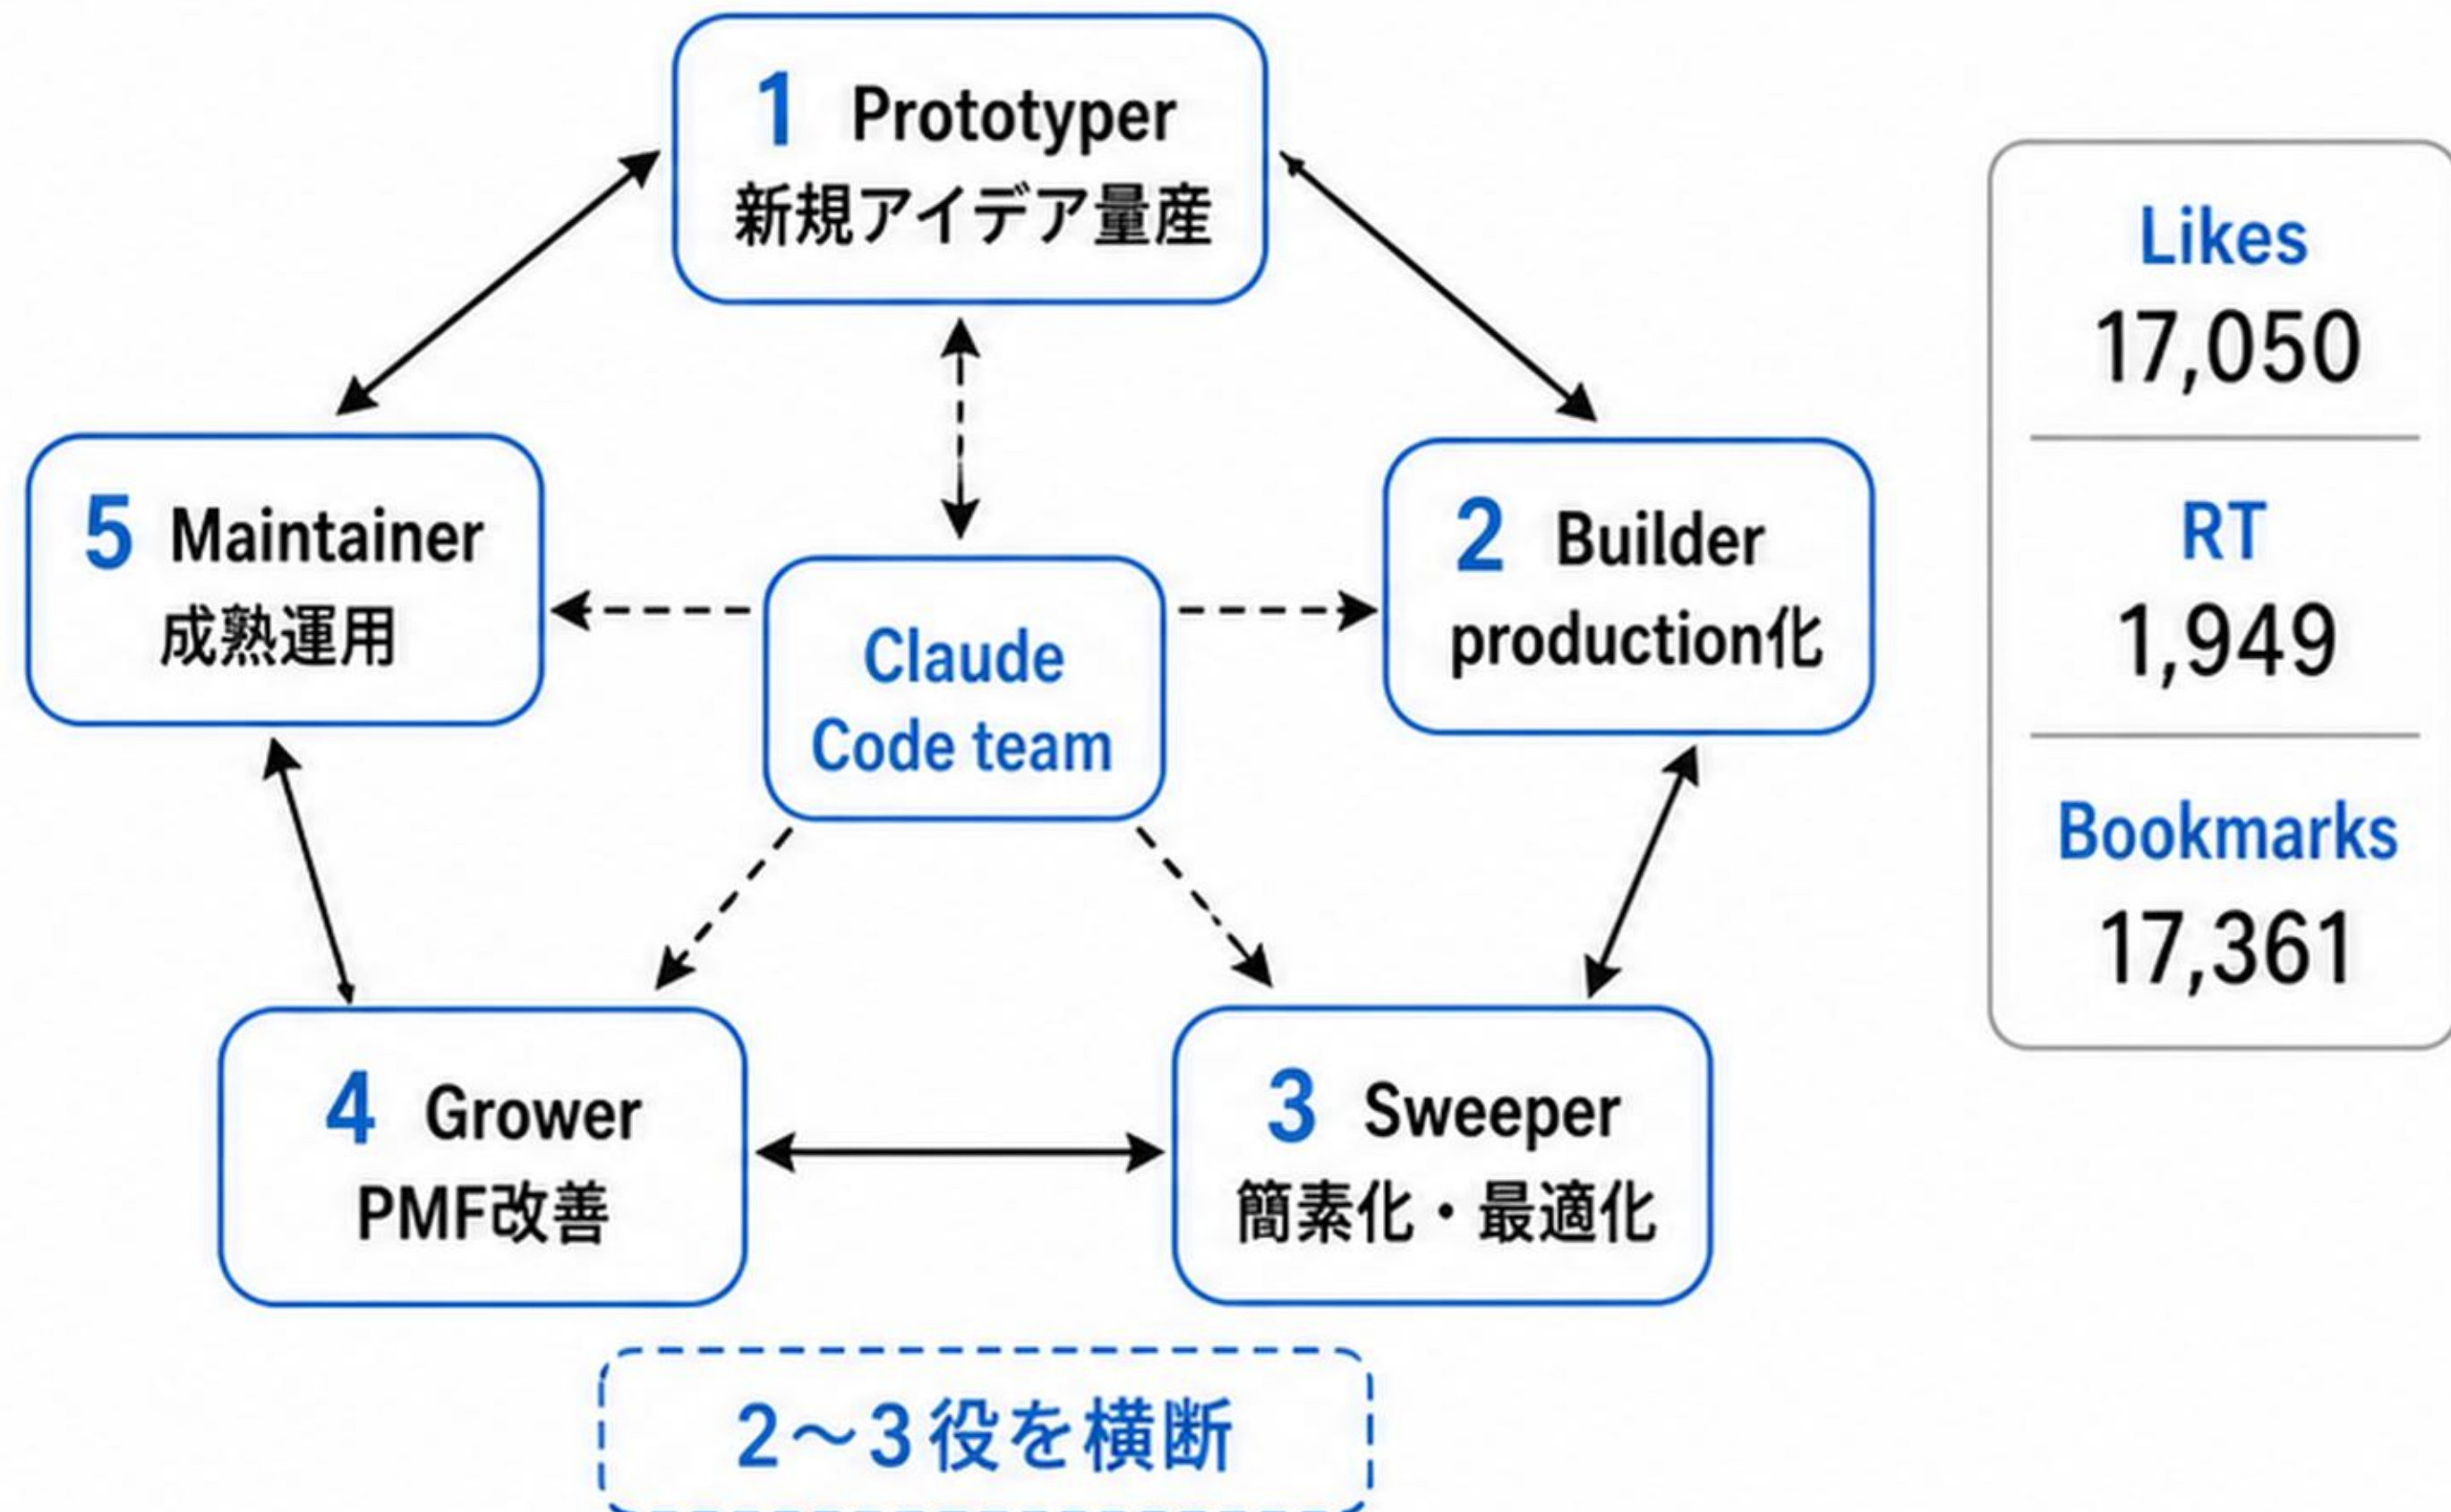 1 Prototyper
新規アイデア量産
5 Maintainer
成熟運用
Claude
Code team
2 Builder
production化
4 Grower
PMF改善
3 Sweeper
簡素化・最適化
2～3役を横断
Likes
17,050
RT
1,949
Bookmarks
17,361